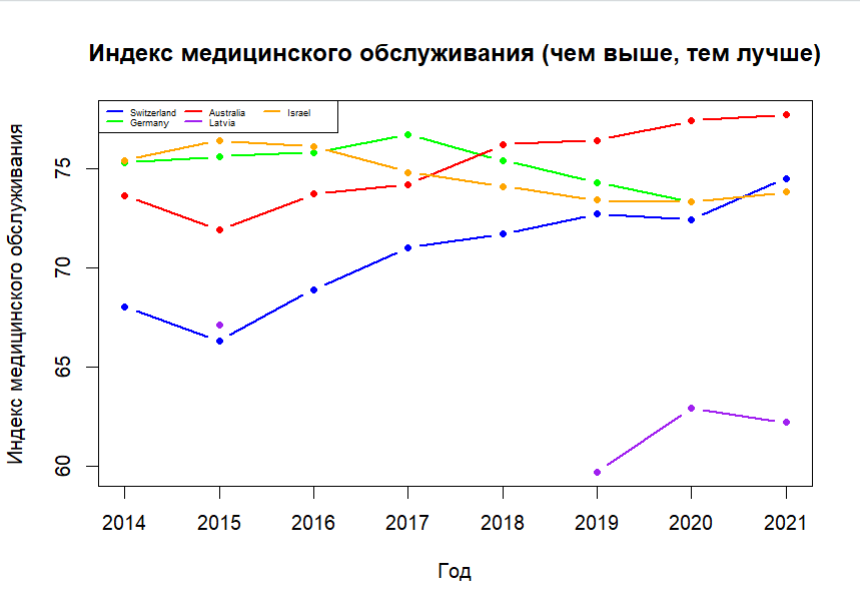 Индекс медицинского обслуживания (чем выше, тем лучше)
Switzerland Australia Israel
Germany Latvia
Индекс медицинского обслуживания
75
70
65
60
2014 2015 2016 2017 2018 2019 2020 2021
Год